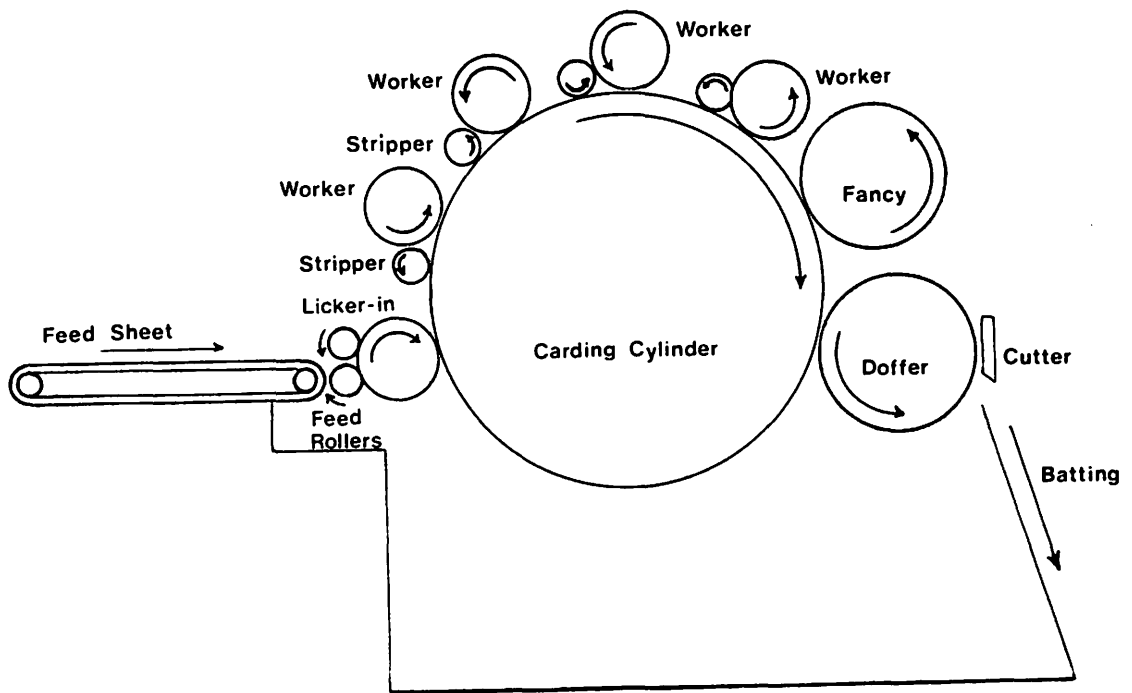 Worker
Worker
Worker
Stripper
Worker
Fancy
Stripper
Licker-in
Feed Sheet
Carding Cylinder
Doffer
Cutter
Feed
Rollers
Batting